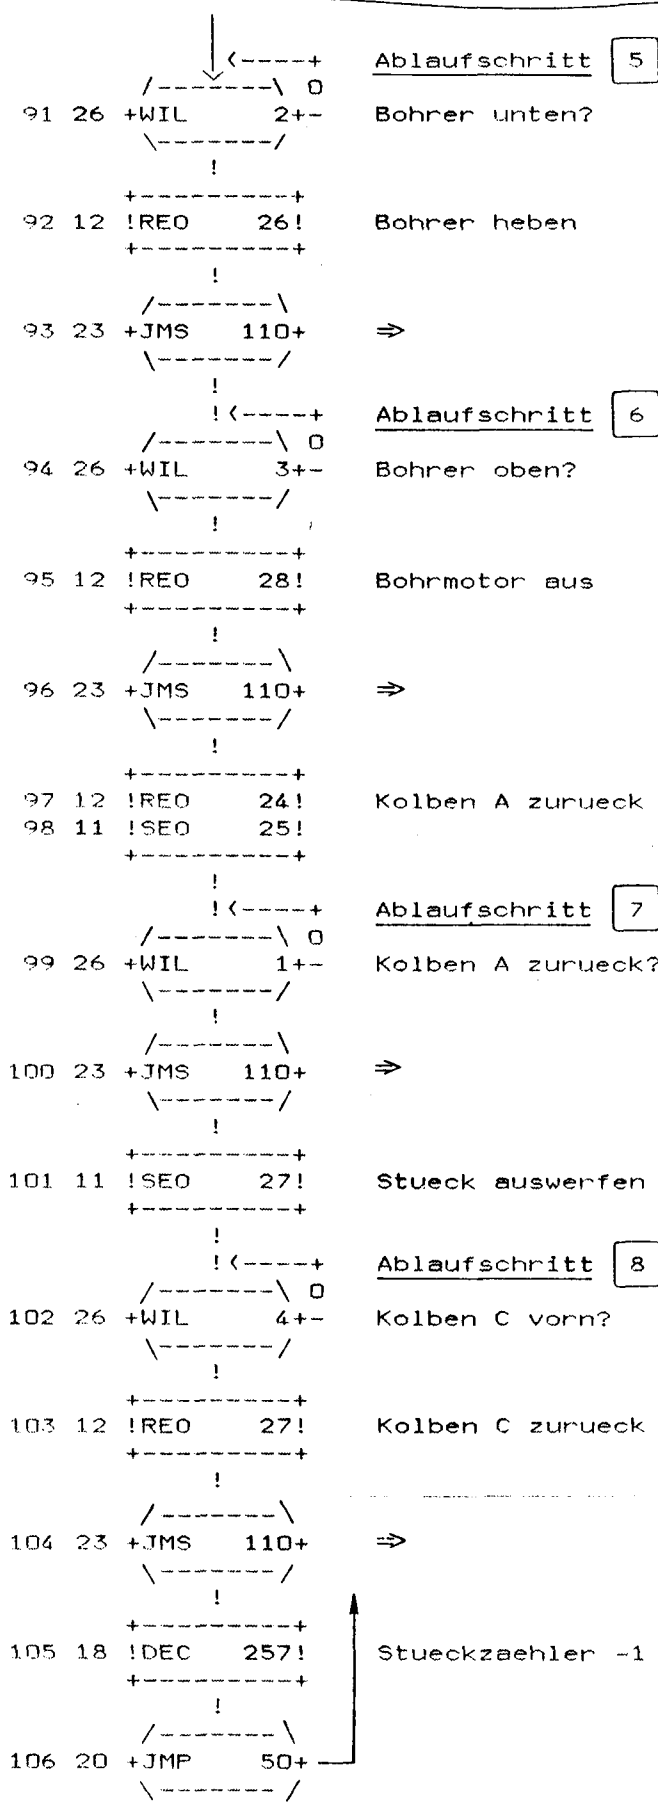 <----+ Ablaufschritt 5
/-------\ 0
91 26 +WIL 2+- Bohrer unten?
\-------/
!
+----------+
92 12 !REO 26! Bohrer heben
+----------+
!
/-------\
93 23 +JMS 110+ ⇒
\-------/
!
!<----+ Ablaufschritt 6
/-------\ 0
94 26 +WIL 3+- Bohrer oben?
\-------/
!
+----------+
95 12 !REO 28! Bohrmotor aus
+----------+
!
/-------\
96 23 +JMS 110+ ⇒
\-------/
!
+----------+
97 12 !REO 24! Kolben A zurueck
98 11 !SEO 25!
+----------+
!
!<----+ Ablaufschritt 7
/-------\ 0
99 26 +WIL 1+- Kolben A zurueck?
\-------/
!
/-------\
100 23 +JMS 110+ ⇒
\-------/
!
+----------+
101 11 !SEO 27! Stueck auswerfen
+----------+
!
!<----+ Ablaufschritt 8
/-------\ 0
102 26 +WIL 4+- Kolben C vorn?
\-------/
!
+----------+
103 12 !REO 27! Kolben C zurueck
+----------+
!
/-------\
104 23 +JMS 110+ ⇒
\-------/
!
+----------+
105 18 !DEC 257! Stueckzaehler -1
+----------+
!
/-------\
106 20 +JMP 50+
\-------/